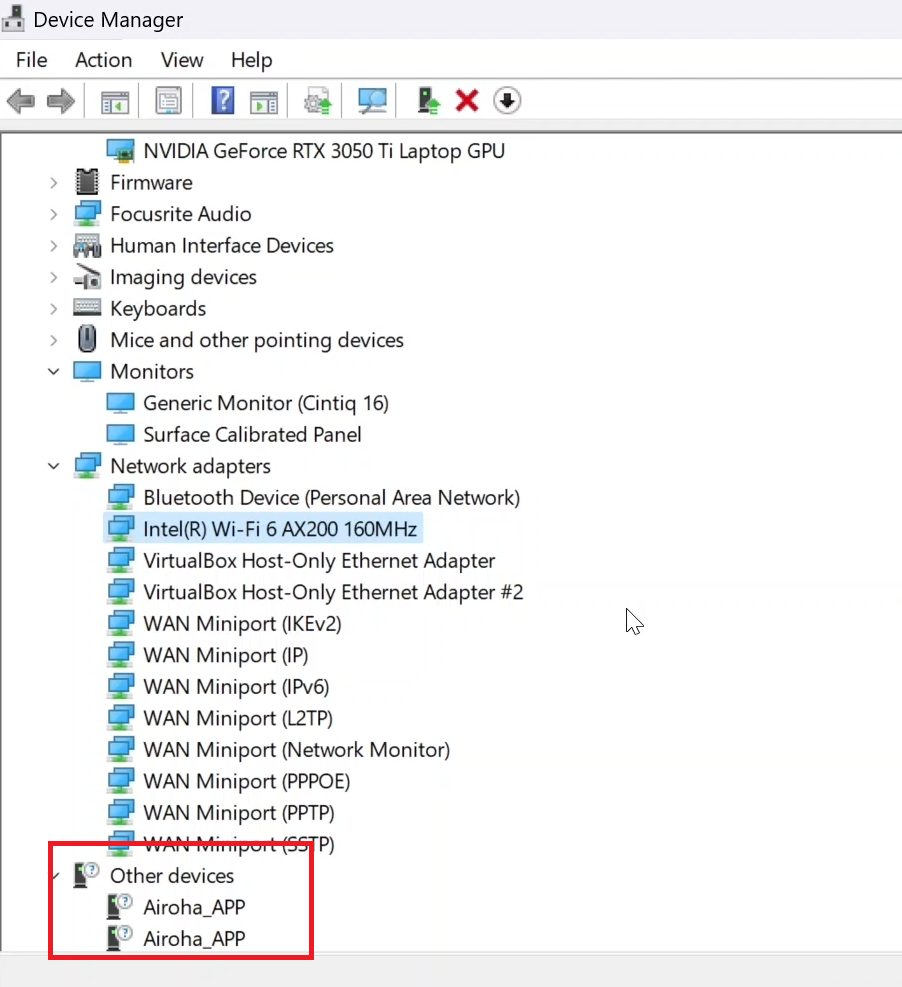 Device Manager
File Action View Help
NVIDIA GeForce RTX 3050 Ti Laptop GPU
Firmware
Focusrite Audio
Human Interface Devices
Imaging devices
Keyboards
Mice and other pointing devices
Monitors
Generic Monitor (Cintiq 16)
Surface Calibrated Panel
Network adapters
Bluetooth Device (Personal Area Network)
Intel(R) Wi-Fi 6 AX200 160MHz
VirtualBox Host-Only Ethernet Adapter
VirtualBox Host-Only Ethernet Adapter #2
WAN Miniport (IKEv2)
WAN Miniport (IP)
WAN Miniport (IPv6)
WAN Miniport (L2TP)
WAN Miniport (Network Monitor)
WAN Miniport (PPPOE)
WAN Miniport (PPTP)
WAN Miniport (SSTP)
Other devices
Airoha_APP
Airoha_APP